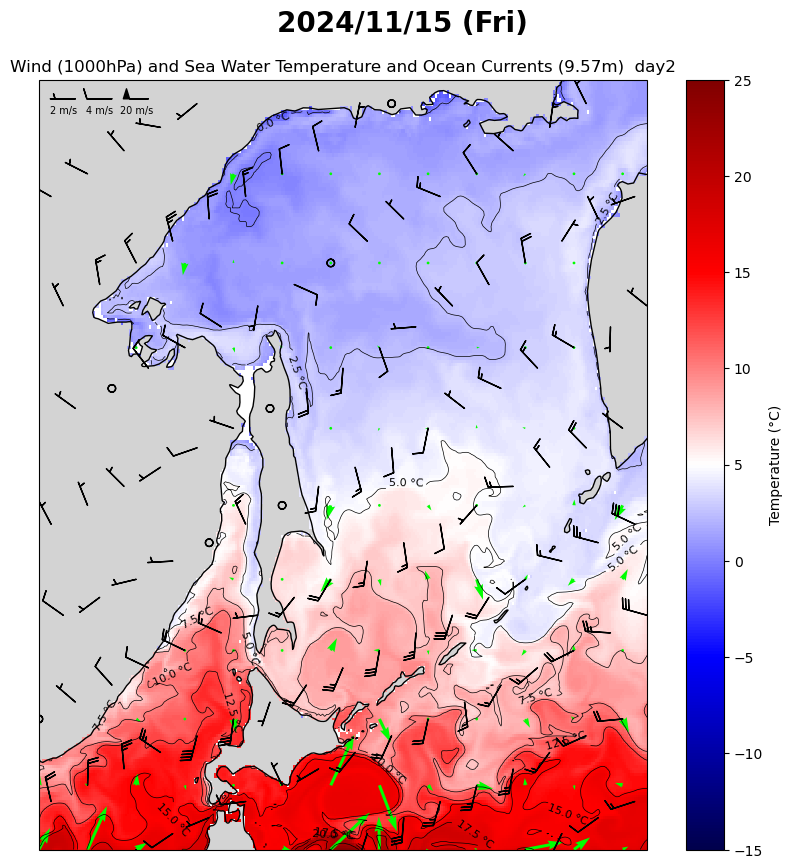 2024/11/15 (Fri)
Wind (1000hPa) and Sea Water Temperature and Ocean Currents (9.57m)  day2
2 m/s 4 m/s 20 m/s
0.0 °C
2.5 °C
2.5 °C
5.0 °C
5.0 °C
5.0 °C
7.5 °C
5.0 °C
10.0 °C
7.5 °C
12.5 °C
7.5 °C
10.0 °C
15.0 °C
15.0 °C
17.5 °C
17.5 °C
25
20
15
10
5
0
−5
−10
−15
Temperature (°C)